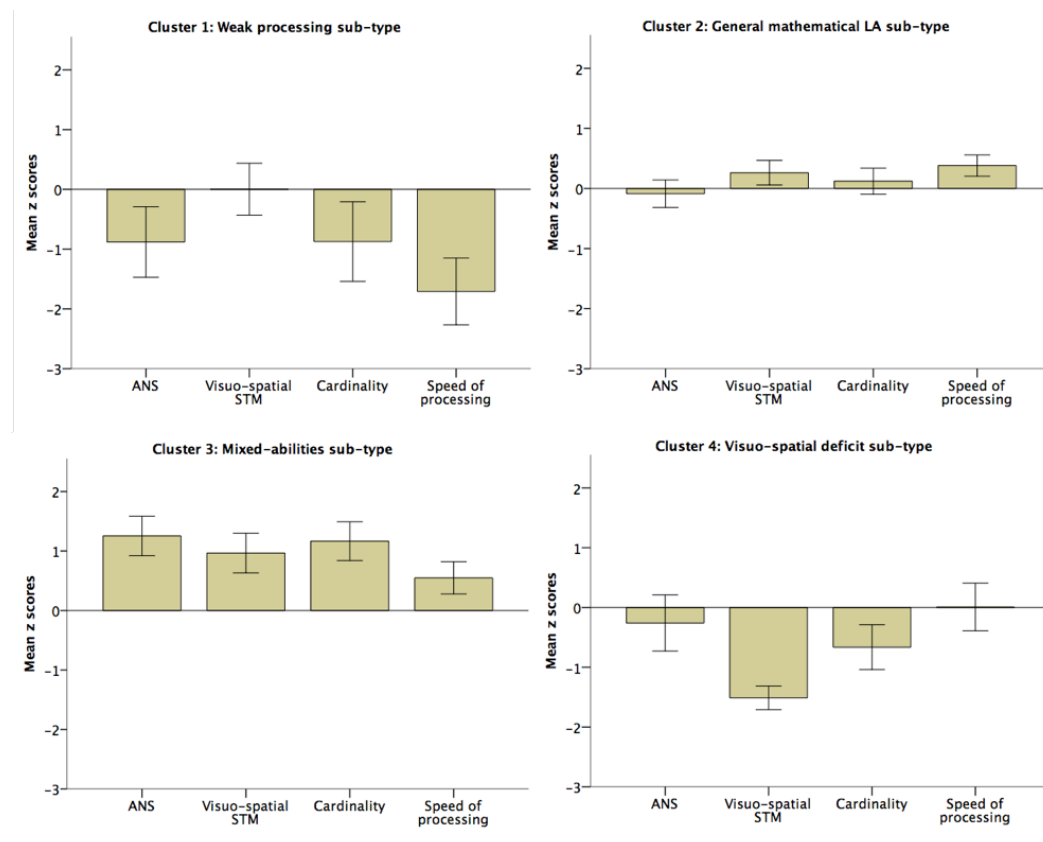 Cluster 1: Weak processing sub-type
Mean z scores
2
1
0
-1
-2
-3
ANS
Visuo-spatial
STM
Cardinality
Speed of
processing
Cluster 2: General mathematical LA sub-type
Mean z scores
2
1
0
-1
-2
-3
ANS
Visuo-spatial
STM
Cardinality
Speed of
processing
Cluster 3: Mixed-abilities sub-type
Mean z scores
2
1
0
-1
-2
-3
ANS
Visuo-spatial
STM
Cardinality
Speed of
processing
Cluster 4: Visuo-spatial deficit sub-type
Mean z scores
2
1
0
-1
-2
-3
ANS
Visuo-spatial
STM
Cardinality
Speed of
processing